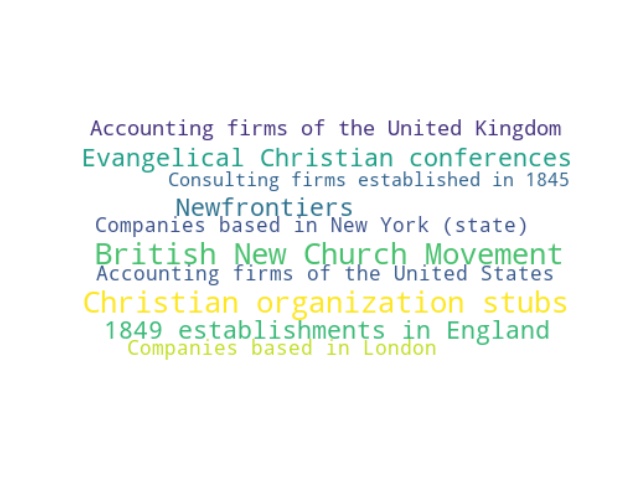 Accounting firms of the United Kingdom
Evangelical Christian conferences
Consulting firms established in 1845
Newfrontiers
Companies based in New York (state)
British New Church Movement
Accounting firms of the United States
Christian organization stubs
1849 establishments in England
Companies based in London